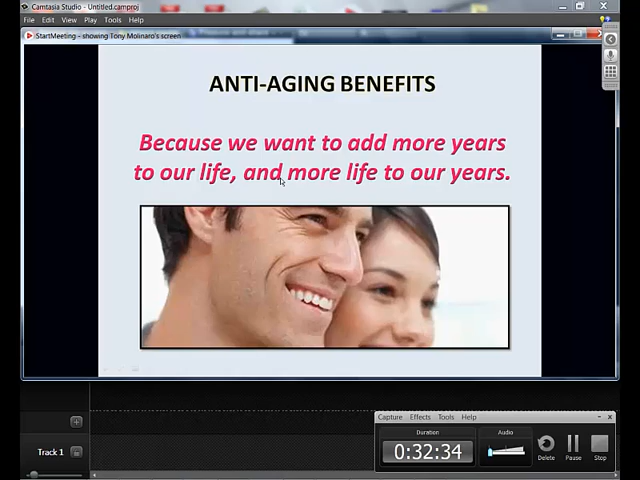 Camtasia Studio - Untitled.camproj
File Edit View Play Tools Help
StartMeeting - showing Tony Molinaro's screen
ANTI-AGING BENEFITS
Because we want to add more years
to our life, and more life to our years.
Capture Effects Tools Help
Duration
Audio
0:32:34
Delete Pause Stop
Track 1